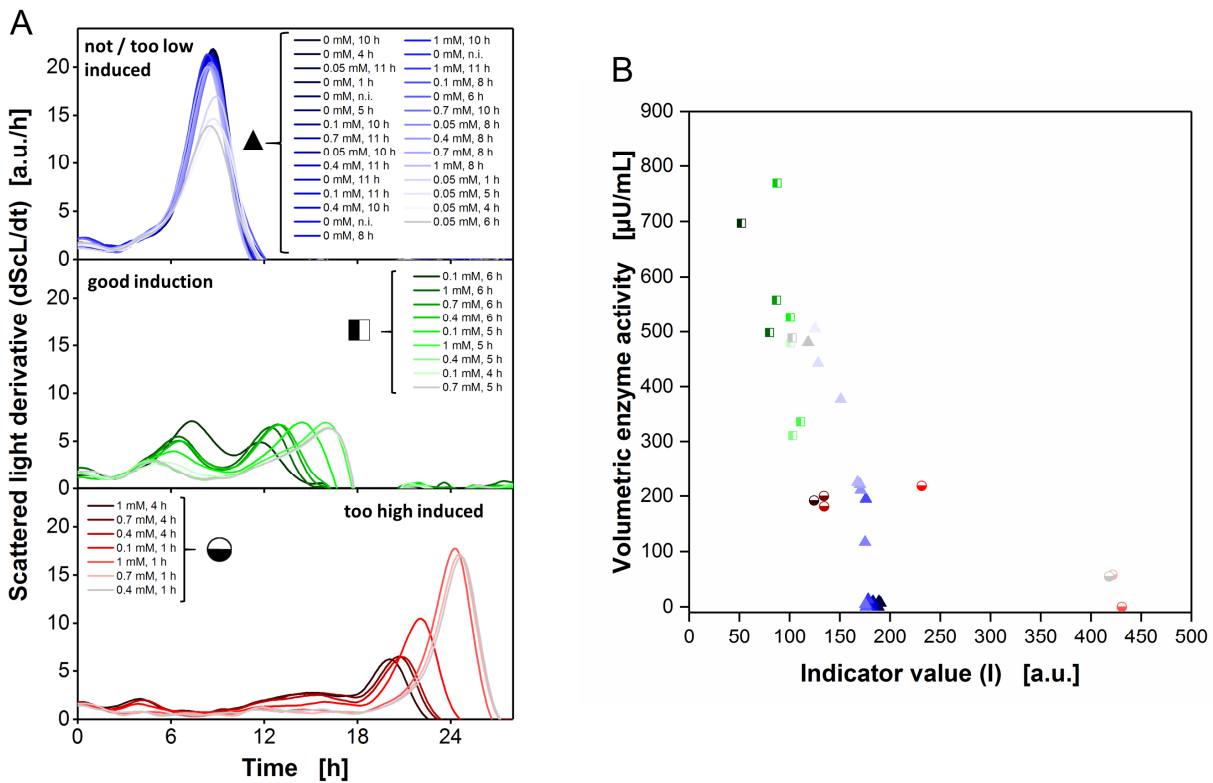 A
Scattered light derivative (dScL/dt) [a.u./h]
not / too low
induced
20
15
10
5
0
0 mM, 10 h
0 mM, 4 h
0.05 mM, 11 h
0 mM, 1 h
0 mM, n.i.
0 mM, 5 h
0.1 mM, 10 h
0.7 mM, 11 h
0.05 mM, 10 h
0.4 mM, 11 h
0 mM, 11 h
0.1 mM, 11 h
0.4 mM, 10 h
0 mM, n.i.
0 mM, 8 h
1 mM, 10 h
0 mM, n.i.
1 mM, 11 h
0.1 mM, 8 h
0 mM, 6 h
0.7 mM, 10 h
0.05 mM, 8 h
0.4 mM, 8 h
0.7 mM, 8 h
1 mM, 8 h
0.05 mM, 1 h
0.05 mM, 5 h
0.05 mM, 4 h
0.05 mM, 6 h
good induction
20
15
10
5
0
0.1 mM, 6 h
1 mM, 6 h
0.7 mM, 6 h
0.4 mM, 6 h
0.1 mM, 5 h
1 mM, 5 h
0.4 mM, 5 h
0.1 mM, 4 h
0.7 mM, 5 h
too high induced
20
15
10
5
0
1 mM, 4 h
0.7 mM, 4 h
0.4 mM, 4 h
0.1 mM, 1 h
1 mM, 1 h
0.7 mM, 1 h
0.4 mM, 1 h
0 6 12 18 24
Time [h]
B
Volumetric enzyme activity [µU/mL]
900
800
700
600
500
400
300
200
100
0
0 50 100 150 200 250 300 350 400 450 500
Indicator value (I) [a.u.]